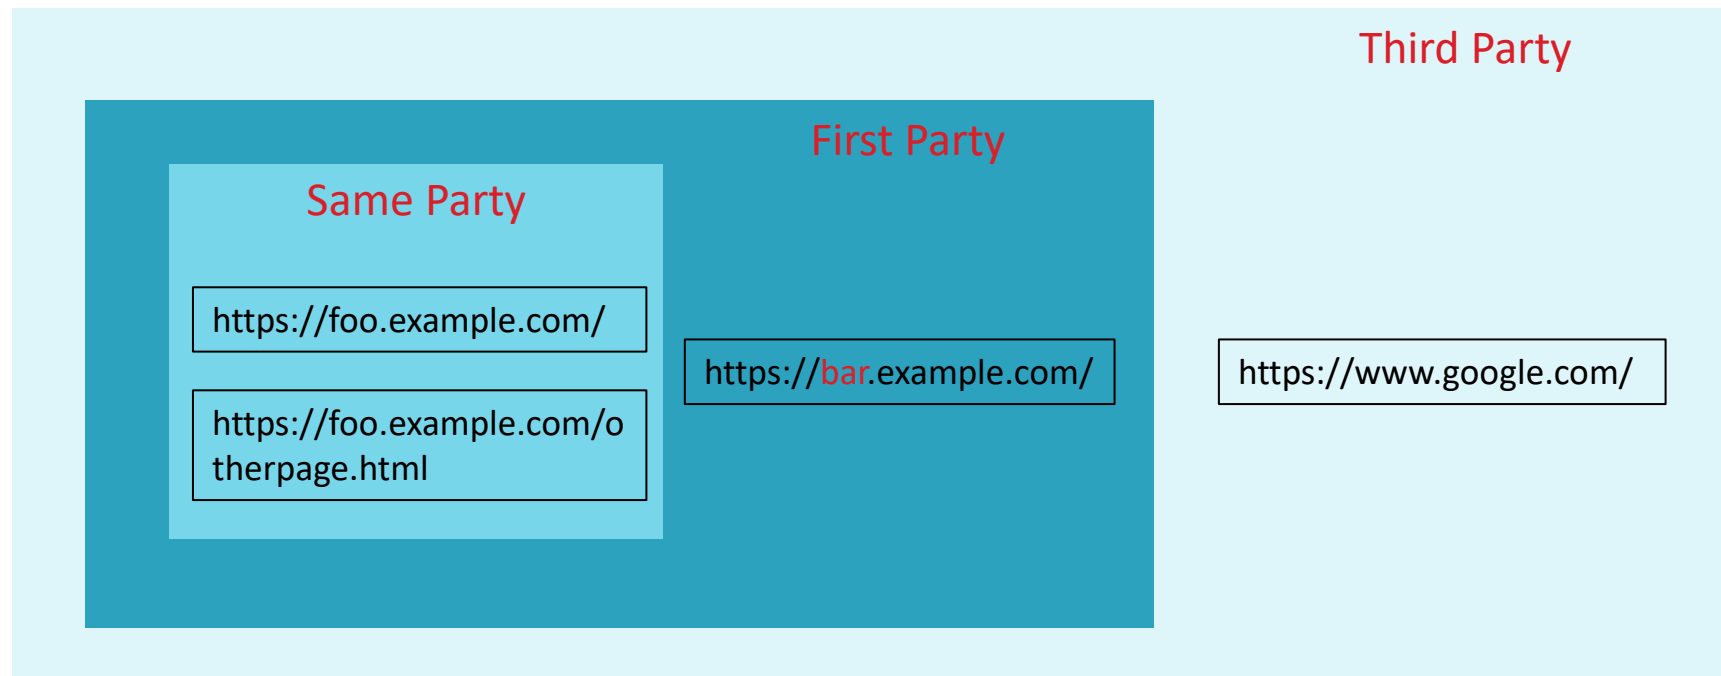 Third Party
First Party
Same Party
https://foo.example.com/
https://bar.example.com/
https://www.google.com/
https://foo.example.com/o
therpage.html